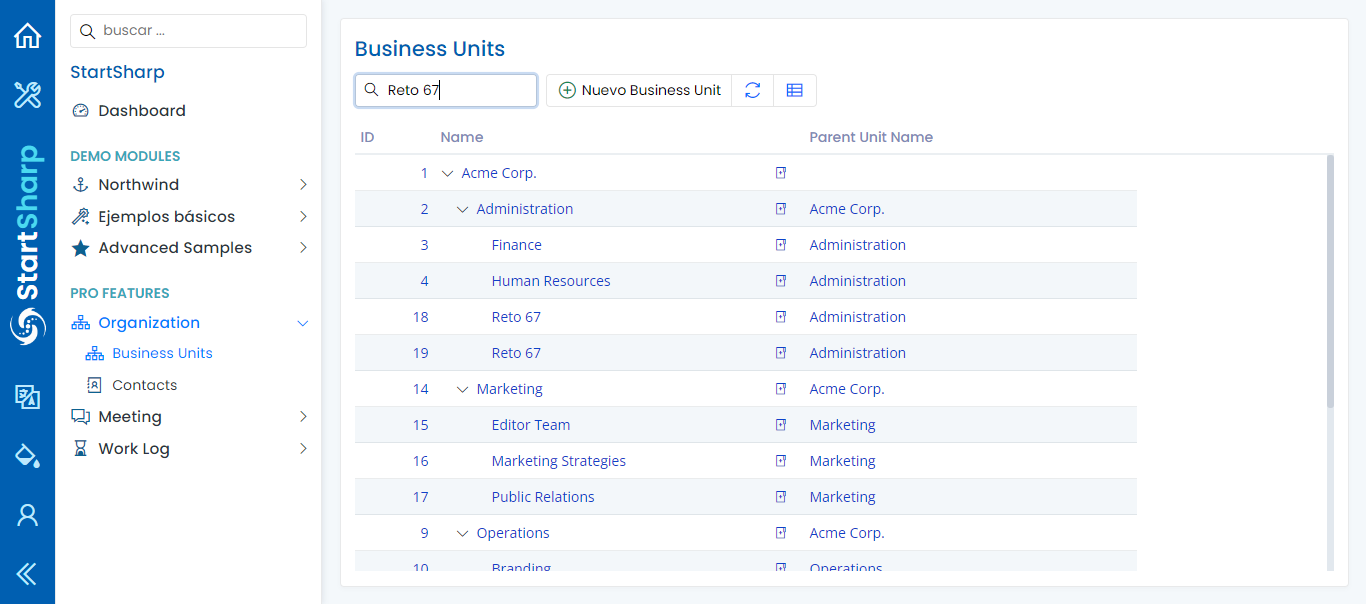 buscar ...
StartSharp
Dashboard
DEMO MODULES
Northwind
Ejemplos básicos
Advanced Samples
PRO FEATURES
Organization
Business Units
Contacts
Meeting
Work Log
StartSharp
Business Units
Reto 67
Nuevo Business Unit
ID Name Parent Unit Name
1 Acme Corp.
2 Administration Acme Corp.
3 Finance Administration
4 Human Resources Administration
18 Reto 67 Administration
19 Reto 67 Administration
14 Marketing Acme Corp.
15 Editor Team Marketing
16 Marketing Strategies Marketing
17 Public Relations Marketing
9 Operations Acme Corp.
10 Branding Operations